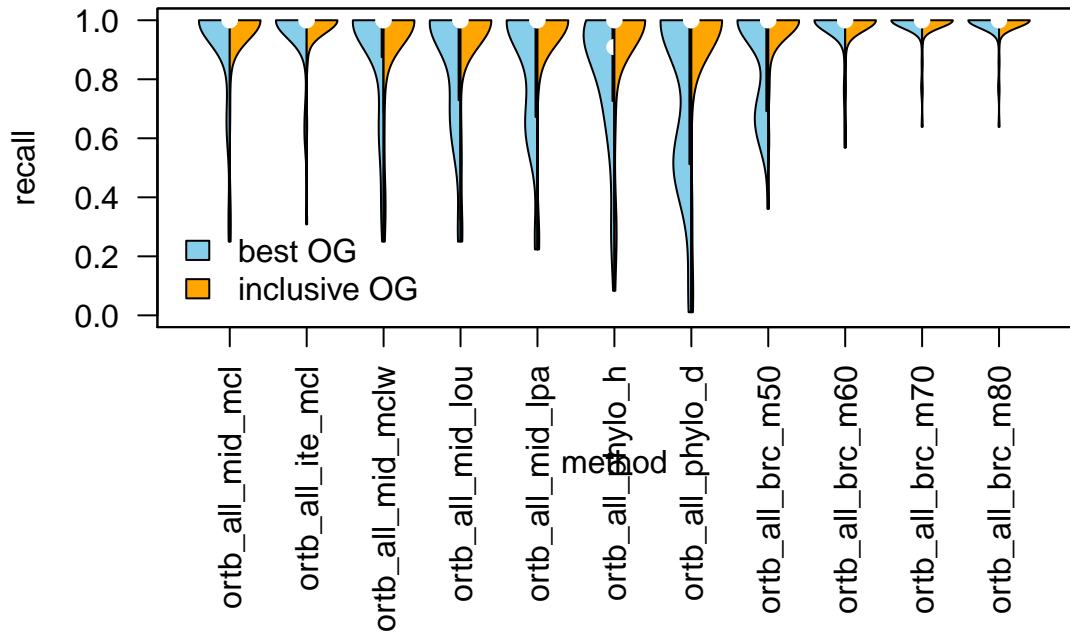 recall
1.0
0.8
0.6
0.4
0.2
0.0
best OG
inclusive OG
ortb_all_mid_mcl
ortb_all_ite_mcl
ortb_all_mid_mclw
ortb_all_mid_lou
ortb_all_mid_lpa
ortb_all_phylo_h
ortb_all_phylo_d
ortb_all_brc_m50
ortb_all_brc_m60
ortb_all_brc_m70
ortb_all_brc_m80
method